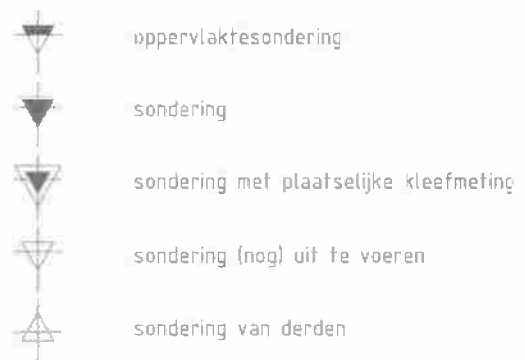 oppervlaktesondering
sondering
sondering met plaatselijke kleefmeting
sondering (nog) uit te voeren
sondering van derden